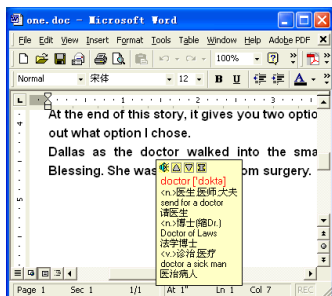 one.doc - Microsoft Word
File Edit View Insert Format Tools Table Window Help Adobe PDF
100%
Normal 宋体 12 B U A
1 2 3
At the end of this story, it gives you two optio
out what option I chose.
Dallas as the doctor walked into the sma
Blessing. She was om surgery.
doctor ['dɔktə]
<n.>医生,医师;大夫
send for a doctor
请医生
<n.>博士(缩Dr.)
Doctor of Laws
法学博士
<v.>诊治;医疗
doctor a sick man
医治病人
Page 1 Sec 1 1/1 At 1" Ln 1 Col 7 REC